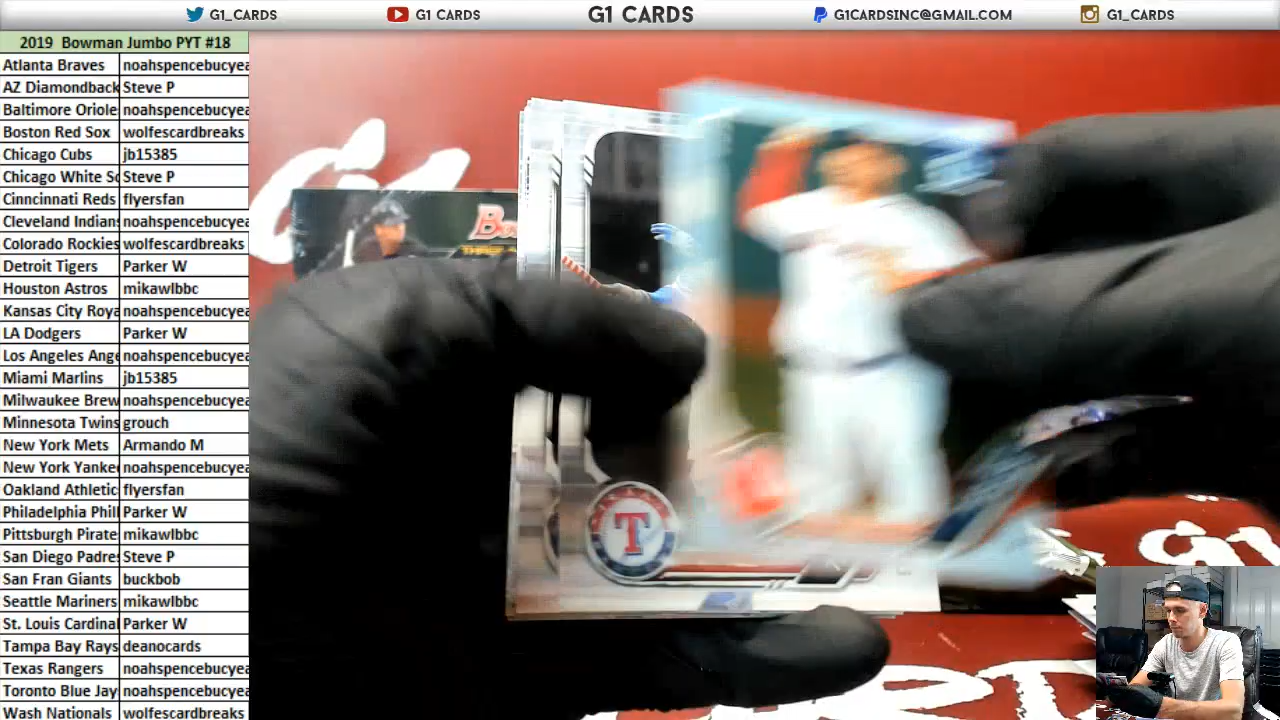 G1_CARDS G1 CARDS G1 CARDS G1CARDSINC@GMAIL.COM G1_CARDS
2019 Bowman Jumbo PYT #18
Atlanta Braves noahspencebucyea
AZ Diamondback Steve P
Baltimore Oriole noahspencebucyea
Boston Red Sox wolfescardbreaks
Chicago Cubs jb15385
Chicago White So Steve P
Cinncinnati Reds flyersfan
Cleveland Indians noahspencebucyea
Colorado Rockies wolfescardbreaks
Detroit Tigers Parker W
Houston Astros mikawlbbc
Kansas City Roya noahspencebucyea
LA Dodgers Parker W
Los Angeles Ange noahspencebucyea
Miami Marlins jb15385
Milwaukee Brew noahspencebucyea
Minnesota Twins grouch
New York Mets Armando M
New York Yankee noahspencebucyea
Oakland Athletic flyersfan
Philadelphia Phill Parker W
Pittsburgh Pirate mikawlbbc
San Diego Padre Steve P
San Fran Giants buckbob
Seattle Mariners mikawlbbc
St. Louis Cardinal Parker W
Tampa Bay Rays deanocards
Texas Rangers noahspencebucyea
Toronto Blue Jay noahspencebucyea
Wash Nationals wolfescardbreaks
T